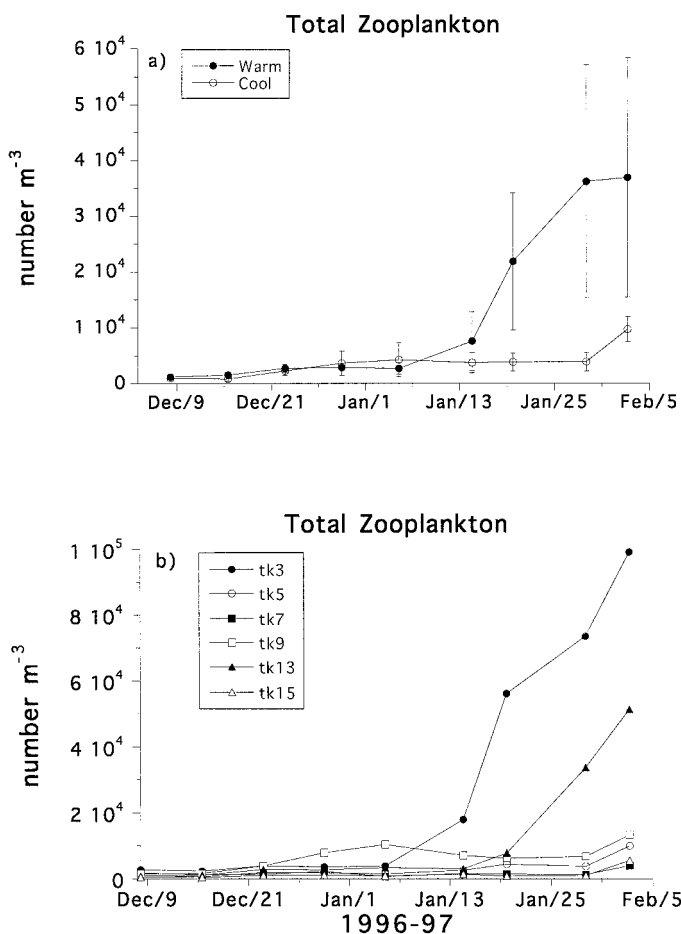 Total Zooplankton
a)
Warm
Cool
number m⁻³
6 10⁴
5 10⁴
4 10⁴
3 10⁴
2 10⁴
1 10⁴
0
Dec/9 Dec/21 Jan/1 Jan/13 Jan/25 Feb/5
Total Zooplankton
b)
tk3
tk5
tk7
tk9
tk13
tk15
number m⁻³
1 10⁵
8 10⁴
6 10⁴
4 10⁴
2 10⁴
0
Dec/9 Dec/21 Jan/1 Jan/13 Jan/25 Feb/5
1996-97